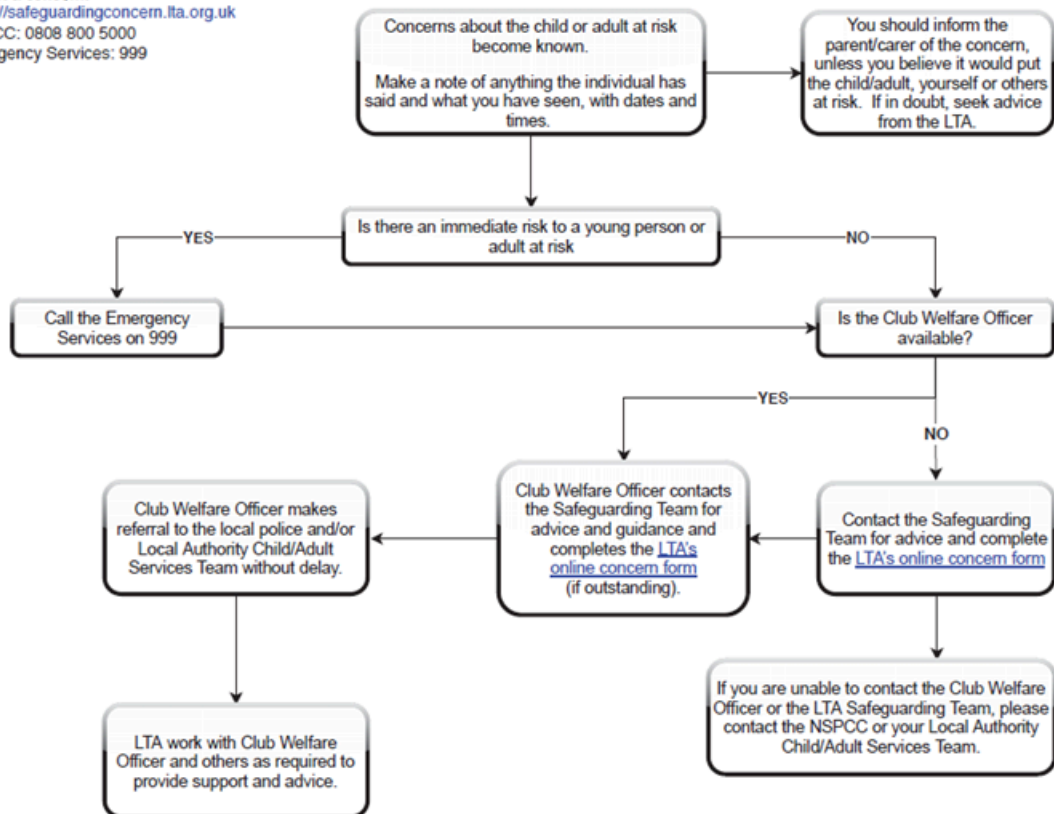 //safeguardingconcern.lta.org.uk
CC: 0808 800 5000
gency Services: 999
Concerns about the child or adult at risk
become known.
Make a note of anything the individual has
said and what you have seen, with dates and
times.
You should inform the
parent/carer of the concern,
unless you believe it would put
the child/adult, yourself or others
at risk. If in doubt, seek advice
from the LTA.
Is there an immediate risk to a young person or
adult at risk
YES
NO
Call the Emergency
Services on 999
Is the Club Welfare Officer
available?
YES
NO
Club Welfare Officer makes
referral to the local police and/or
Local Authority Child/Adult
Services Team without delay.
Club Welfare Officer contacts
the Safeguarding Team for
advice and guidance and
completes the LTA's
online concern form
(if outstanding).
Contact the Safeguarding
Team for advice and complete
the LTA's online concern form
If you are unable to contact the Club Welfare
Officer or the LTA Safeguarding Team, please
contact the NSPCC or your Local Authority
Child/Adult Services Team.
LTA work with Club Welfare
Officer and others as required to
provide support and advice.